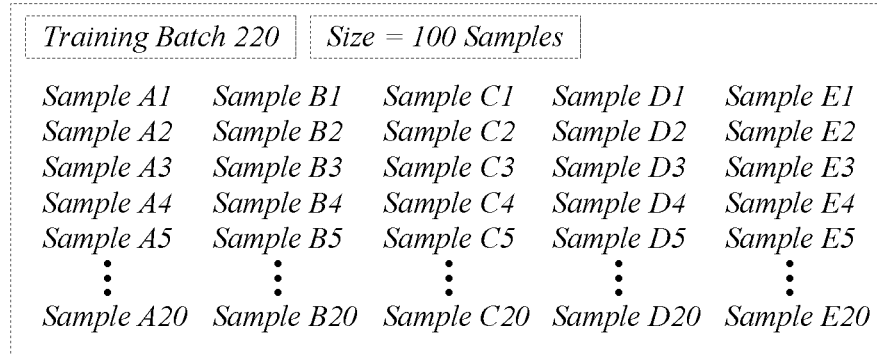 Training Batch 220 Size = 100 Samples
Sample A1 Sample B1 Sample C1 Sample D1 Sample E1
Sample A2 Sample B2 Sample C2 Sample D2 Sample E2
Sample A3 Sample B3 Sample C3 Sample D3 Sample E3
Sample A4 Sample B4 Sample C4 Sample D4 Sample E4
Sample A5 Sample B5 Sample C5 Sample D5 Sample E5
Sample A20 Sample B20 Sample C20 Sample D20 Sample E20